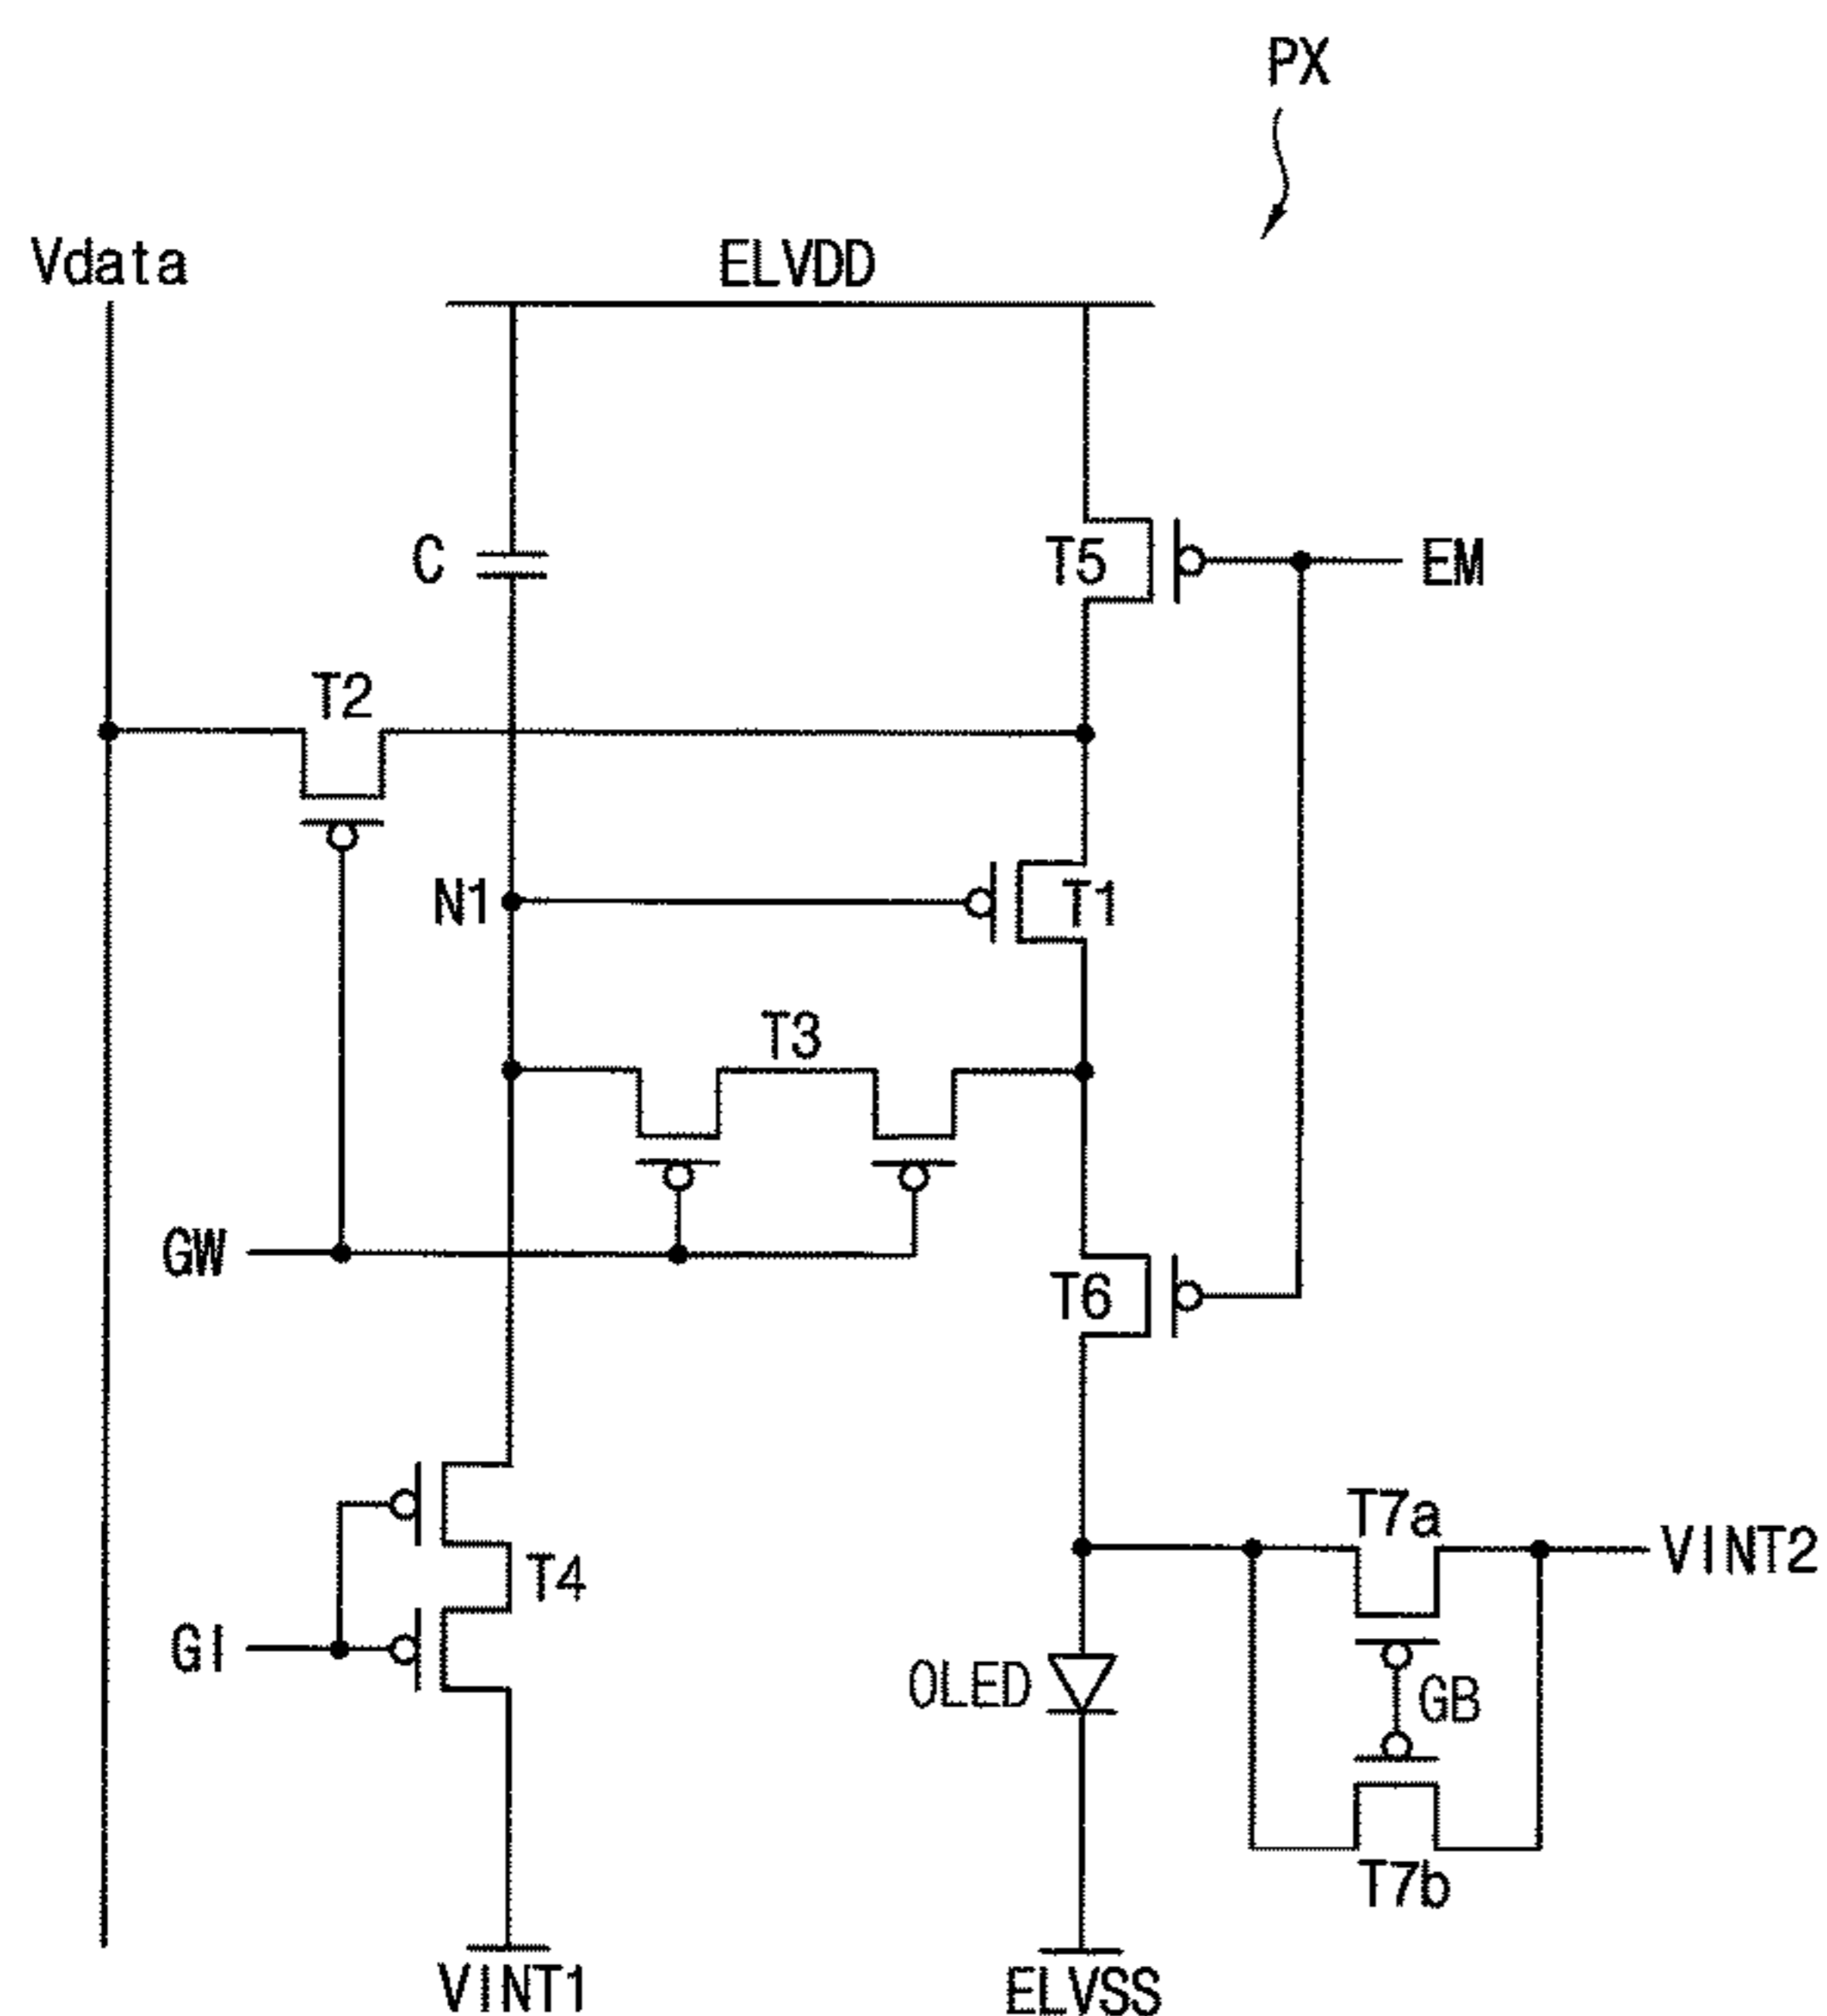 PX
Vdata
ELVDD
C
T5
EM
T2
N1
T1
T3
GW
T6
T7a
VINT2
T4
GI
OLED
GB
T7b
VINT1
ELVSS